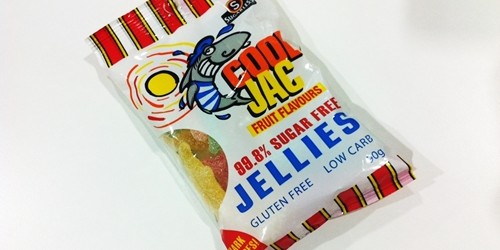 S
COOL
JAC
FRUIT FLAVOURS
99.8% SUGAR FREE
JELLIES
GLUTEN FREE LOW CARB